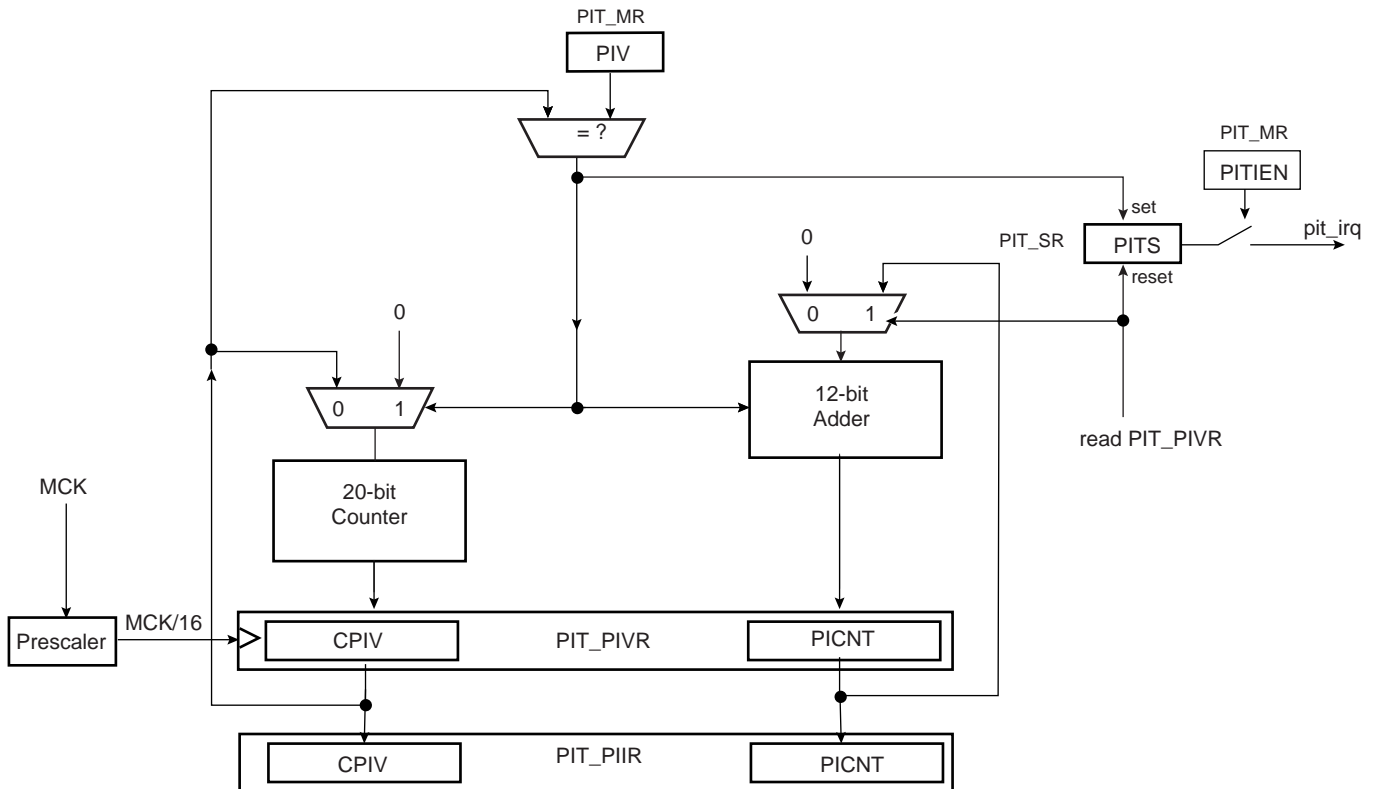 PIT_MR
PIV
= ?
PIT_MR
PITIEN
set
PIT_SR
PITS
pit_irq
reset
0
0 1
0
0 1
12-bit
Adder
read PIT_PIVR
MCK
20-bit
Counter
Prescaler
MCK/16
CPIV
PIT_PIVR
PICNT
CPIV
PIT_PIIR
PICNT